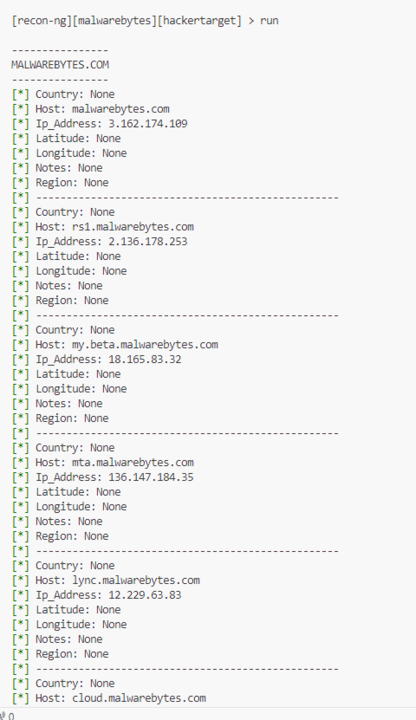 [recon-ng][malwarebytes][hackertarget] > run
----------------
MALWAREBYTES.COM
----------------
[*] Country: None
[*] Host: malwarebytes.com
[*] Ip_Address: 3.162.174.109
[*] Latitude: None
[*] Longitude: None
[*] Notes: None
[*] Region: None
[*] --------------------------------------------------
[*] Country: None
[*] Host: rs1.malwarebytes.com
[*] Ip_Address: 2.136.178.253
[*] Latitude: None
[*] Longitude: None
[*] Notes: None
[*] Region: None
[*] --------------------------------------------------
[*] Country: None
[*] Host: my.beta.malwarebytes.com
[*] Ip_Address: 18.165.83.32
[*] Latitude: None
[*] Longitude: None
[*] Notes: None
[*] Region: None
[*] --------------------------------------------------
[*] Country: None
[*] Host: mta.malwarebytes.com
[*] Ip_Address: 136.147.184.35
[*] Latitude: None
[*] Longitude: None
[*] Notes: None
[*] Region: None
[*] --------------------------------------------------
[*] Country: None
[*] Host: lync.malwarebytes.com
[*] Ip_Address: 12.229.63.83
[*] Latitude: None
[*] Longitude: None
[*] Notes: None
[*] Region: None
[*] --------------------------------------------------
[*] Country: None
[*] Host: cloud.malwarebytes.com
0